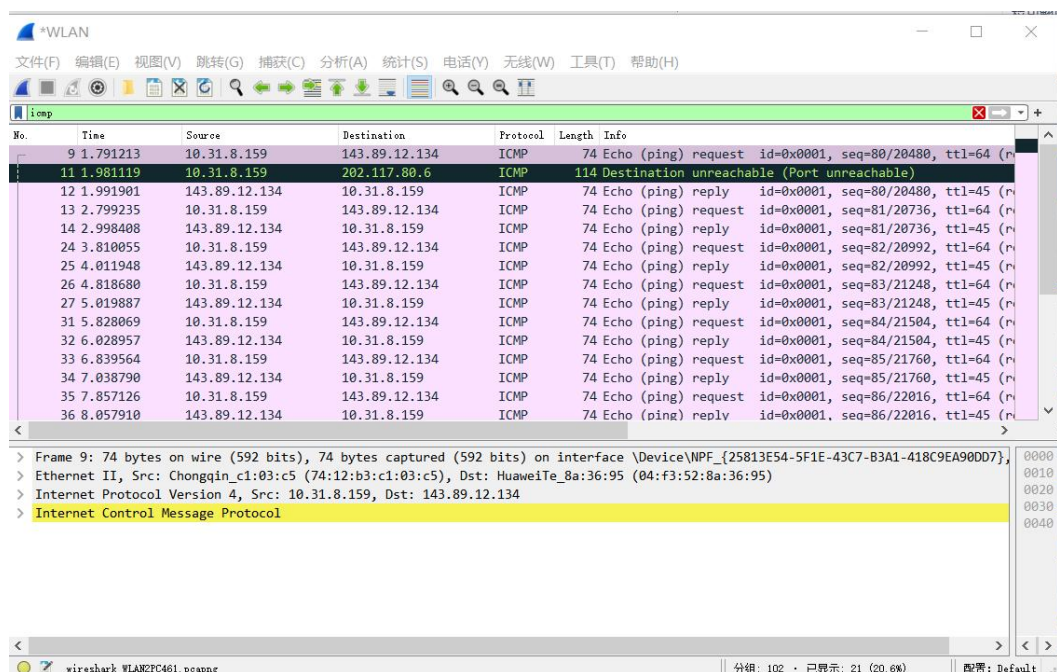 *WLAN
文件(F) 编辑(E) 视图(V) 跳转(G) 捕获(C) 分析(A) 统计(S) 电话(Y) 无线(W) 工具(T) 帮助(H)
icmp
No. Time Source Destination Protocol Length Info
9 1.791213 10.31.8.159 143.89.12.134 ICMP 74 Echo (ping) request id=0x0001, seq=80/20480, ttl=64 (r
11 1.981119 10.31.8.159 202.117.80.6 ICMP 114 Destination unreachable (Port unreachable)
12 1.991901 143.89.12.134 10.31.8.159 ICMP 74 Echo (ping) reply id=0x0001, seq=80/20480, ttl=45 (r
13 2.799235 10.31.8.159 143.89.12.134 ICMP 74 Echo (ping) request id=0x0001, seq=81/20736, ttl=64 (r
14 2.998408 143.89.12.134 10.31.8.159 ICMP 74 Echo (ping) reply id=0x0001, seq=81/20736, ttl=45 (r
24 3.810055 10.31.8.159 143.89.12.134 ICMP 74 Echo (ping) request id=0x0001, seq=82/20992, ttl=64 (r
25 4.011948 143.89.12.134 10.31.8.159 ICMP 74 Echo (ping) reply id=0x0001, seq=82/20992, ttl=45 (r
26 4.818680 10.31.8.159 143.89.12.134 ICMP 74 Echo (ping) request id=0x0001, seq=83/21248, ttl=64 (r
27 5.019887 143.89.12.134 10.31.8.159 ICMP 74 Echo (ping) reply id=0x0001, seq=83/21248, ttl=45 (r
31 5.828069 10.31.8.159 143.89.12.134 ICMP 74 Echo (ping) request id=0x0001, seq=84/21504, ttl=64 (r
32 6.028957 143.89.12.134 10.31.8.159 ICMP 74 Echo (ping) reply id=0x0001, seq=84/21504, ttl=45 (r
33 6.839564 10.31.8.159 143.89.12.134 ICMP 74 Echo (ping) request id=0x0001, seq=85/21760, ttl=64 (r
34 7.038790 143.89.12.134 10.31.8.159 ICMP 74 Echo (ping) reply id=0x0001, seq=85/21760, ttl=45 (r
35 7.857126 10.31.8.159 143.89.12.134 ICMP 74 Echo (ping) request id=0x0001, seq=86/22016, ttl=64 (r
36 8.057910 143.89.12.134 10.31.8.159 ICMP 74 Echo (ping) reply id=0x0001, seq=86/22016, ttl=45 (r
Frame 9: 74 bytes on wire (592 bits), 74 bytes captured (592 bits) on interface \Device\NPF_{25813E54-5F1E-43C7-B3A1-418C9EA90DD7},
Ethernet II, Src: Chongqin_c1:03:c5 (74:12:b3:c1:03:c5), Dst: HuaweiTe_8a:36:95 (04:f3:52:8a:36:95)
Internet Protocol Version 4, Src: 10.31.8.159, Dst: 143.89.12.134
Internet Control Message Protocol
0000
0010
0020
0030
0040
wireshark_WLAN2PC461.pcapng 分组: 102 · 已显示: 21 (20.6%) 配置: Default